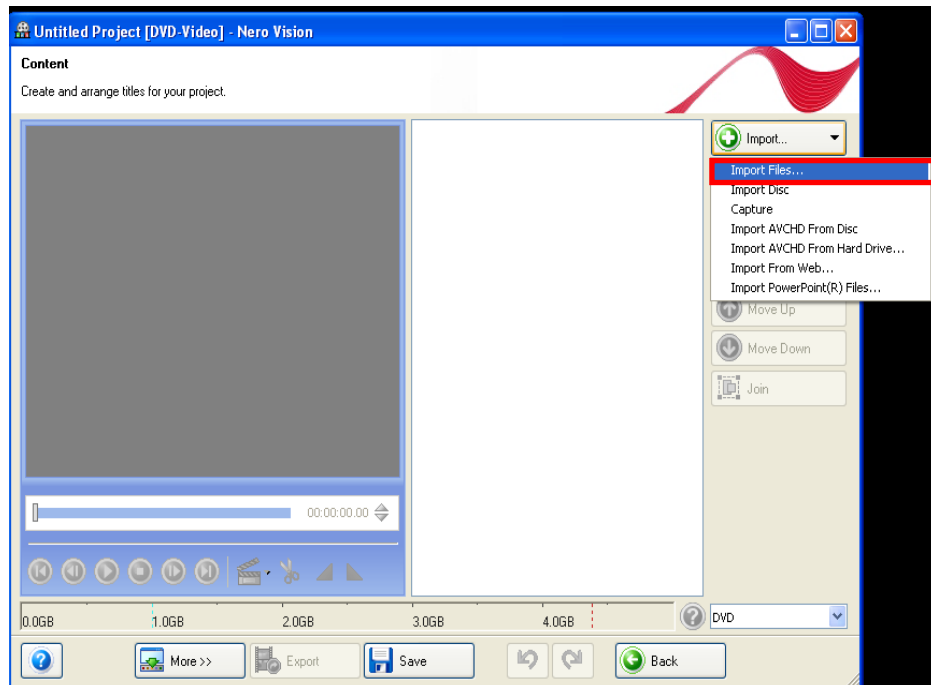 Untitled Project [DVD-Video] - Nero Vision
Content
Create and arrange titles for your project.
Import...
Import Files...
Import Disc
Capture
Import AVCHD From Disc
Import AVCHD From Hard Drive...
Import From Web...
Import PowerPoint(R) Files...
Move Up
Move Down
Join
00:00:00.00
0.0GB 1.0GB 2.0GB 3.0GB 4.0GB
DVD
More >>
Export
Save
Back